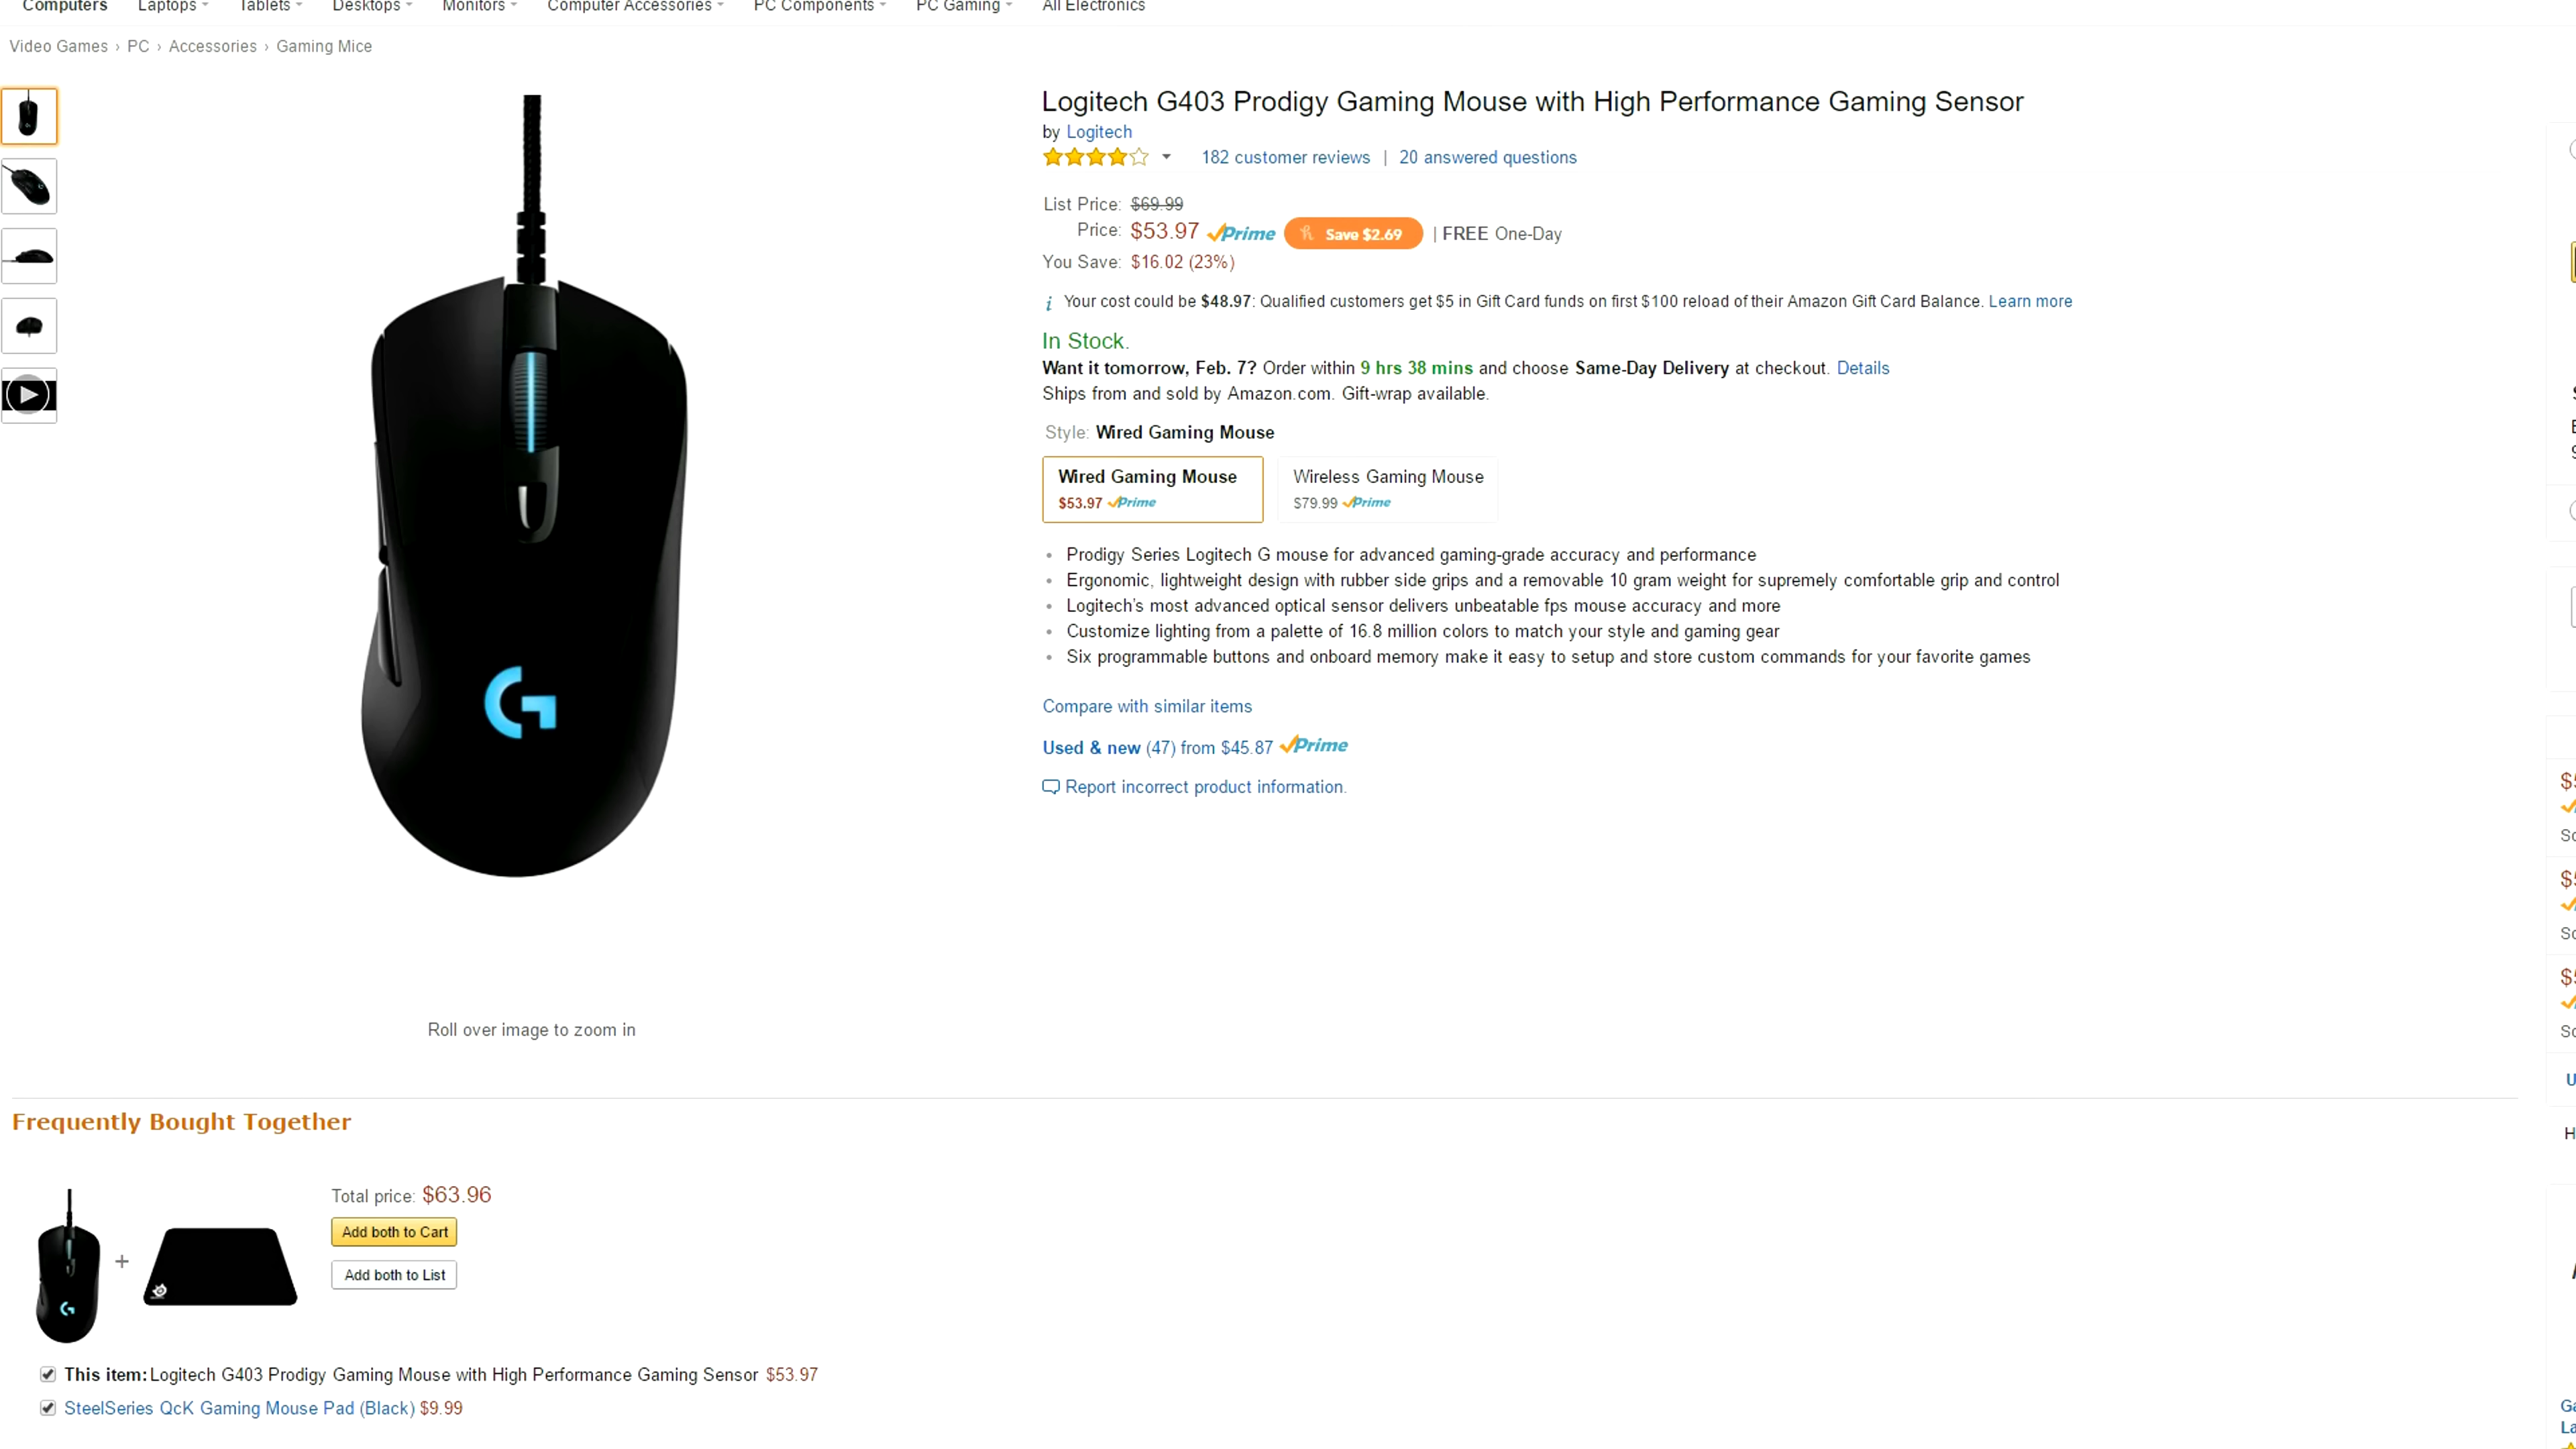 Computers Laptops Tablets Desktops Monitors Computer Accessories PC Components PC Gaming All Electronics
Video Games › PC › Accessories › Gaming Mice
Logitech G403 Prodigy Gaming Mouse with High Performance Gaming Sensor
by Logitech
182 customer reviews | 20 answered questions
List Price: $69.99
Price: $53.97 Prime Save $2.69 | FREE One-Day
You Save: $16.02 (23%)
Your cost could be $48.97: Qualified customers get $5 in Gift Card funds on first $100 reload of their Amazon Gift Card Balance. Learn more
In Stock.
Want it tomorrow, Feb. 7? Order within 9 hrs 38 mins and choose Same-Day Delivery at checkout. Details
Ships from and sold by Amazon.com. Gift-wrap available.
Style: Wired Gaming Mouse
Wired Gaming Mouse
$53.97 Prime
Wireless Gaming Mouse
$79.99 Prime
• Prodigy Series Logitech G mouse for advanced gaming-grade accuracy and performance
• Ergonomic, lightweight design with rubber side grips and a removable 10 gram weight for supremely comfortable grip and control
• Logitech's most advanced optical sensor delivers unbeatable fps mouse accuracy and more
• Customize lighting from a palette of 16.8 million colors to match your style and gaming gear
• Six programmable buttons and onboard memory make it easy to setup and store custom commands for your favorite games
Compare with similar items
Used & new (47) from $45.87 Prime
Report incorrect product information.
Roll over image to zoom in
Frequently Bought Together
Total price: $63.96
+
Add both to Cart
Add both to List
This item: Logitech G403 Prodigy Gaming Mouse with High Performance Gaming Sensor $53.97
SteelSeries QcK Gaming Mouse Pad (Black) $9.99